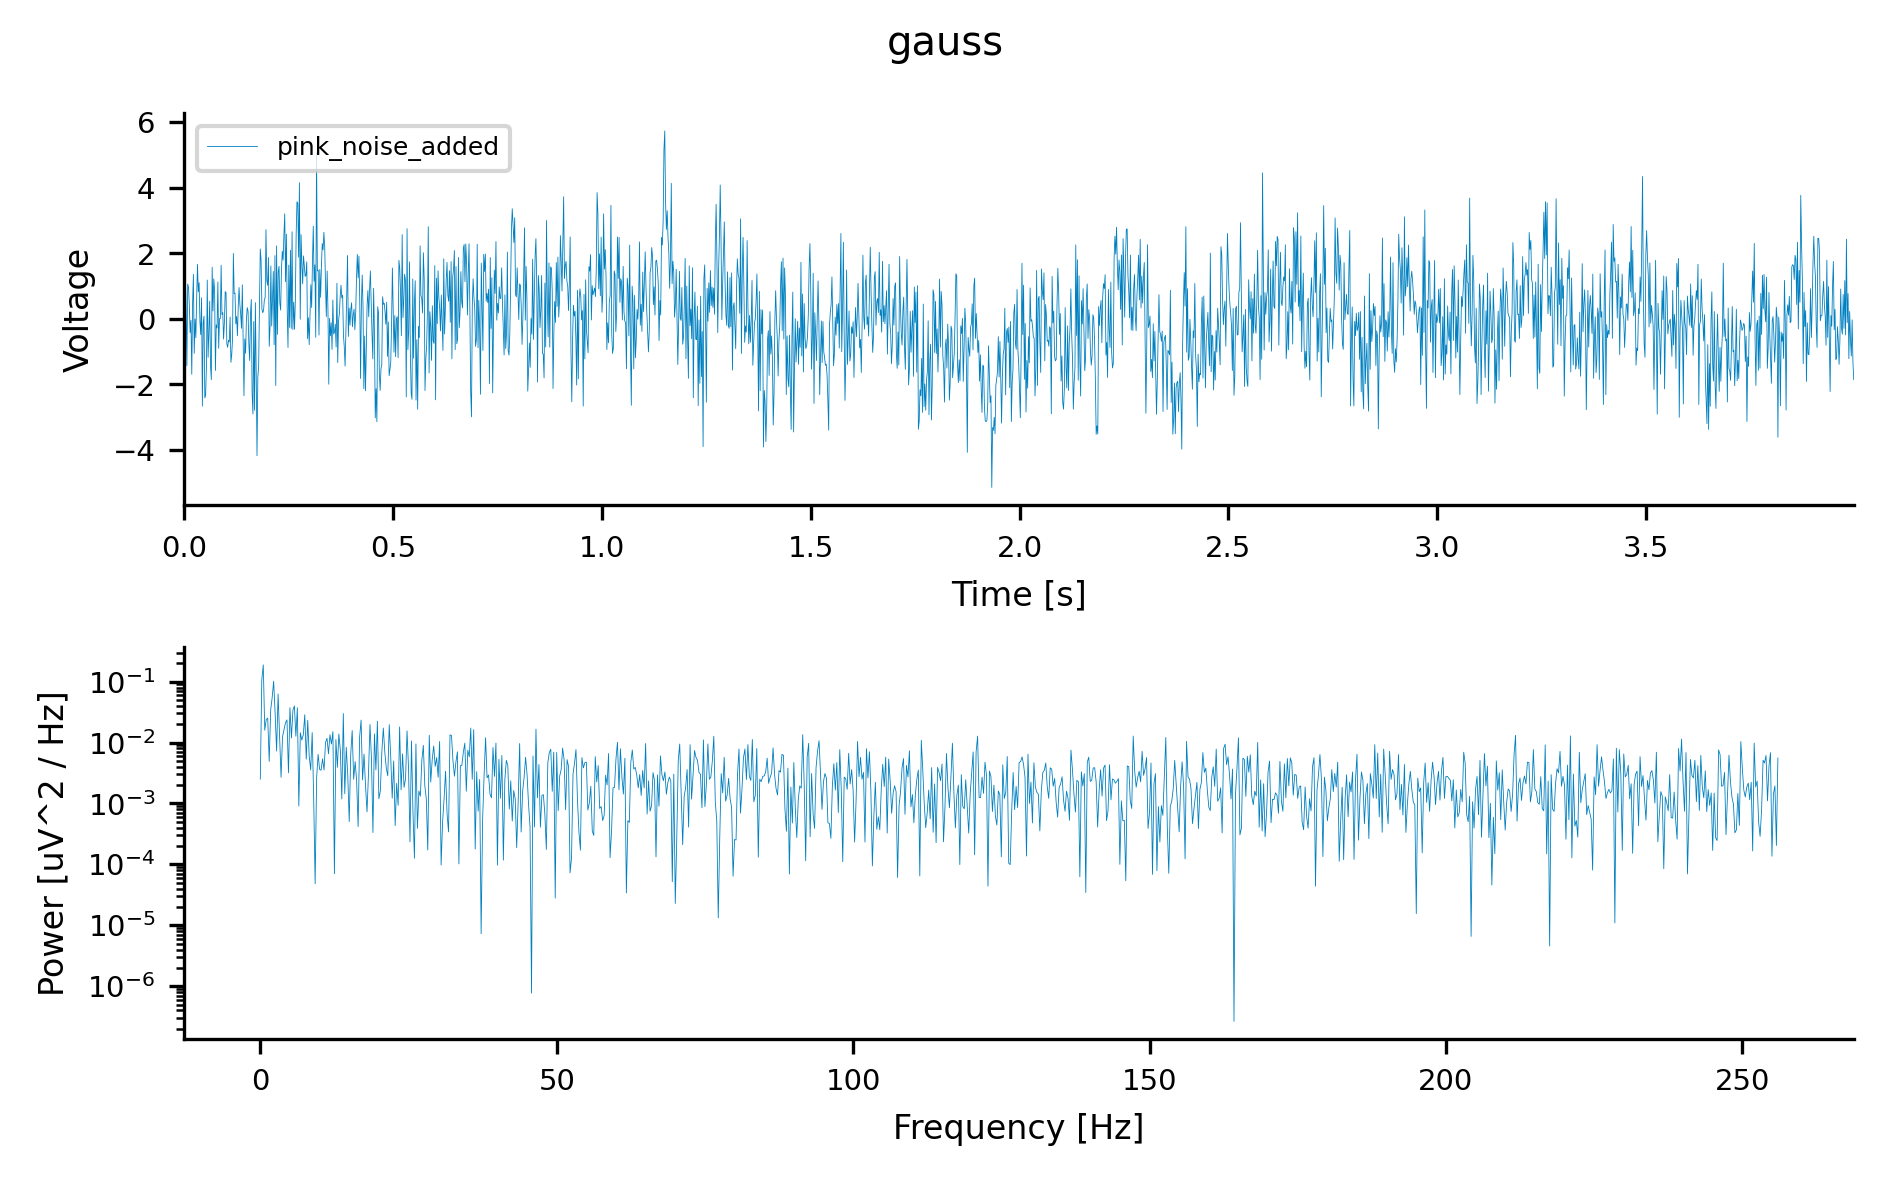 gauss
6
4
2
0
−2
−4
Voltage
pink_noise_added
0.0 0.5 1.0 1.5 2.0 2.5 3.0 3.5
Time [s]
10⁻¹
10⁻²
10⁻³
10⁻⁴
10⁻⁵
10⁻⁶
Power [uV^2 / Hz]
0 50 100 150 200 250
Frequency [Hz]